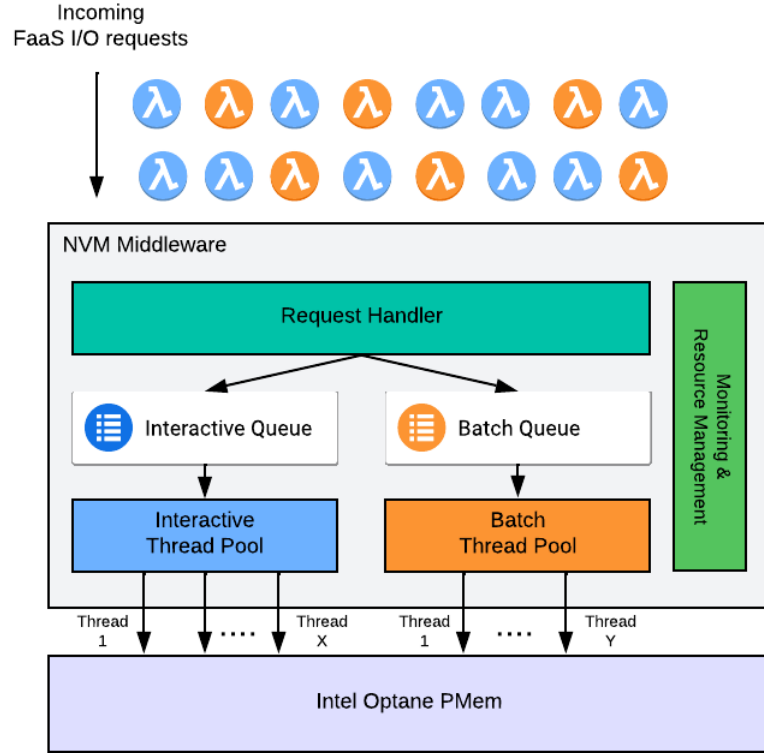 Incoming
FaaS I/O requests
λ λ λ λ λ λ λ λ
λ λ λ λ λ λ λ λ
NVM Middleware
Request Handler
Monitoring &
Resource Management
Interactive Queue
Batch Queue
Interactive
Thread Pool
Batch
Thread Pool
Thread
1
....
Thread
X
Thread
1
....
Thread
Y
Intel Optane PMem